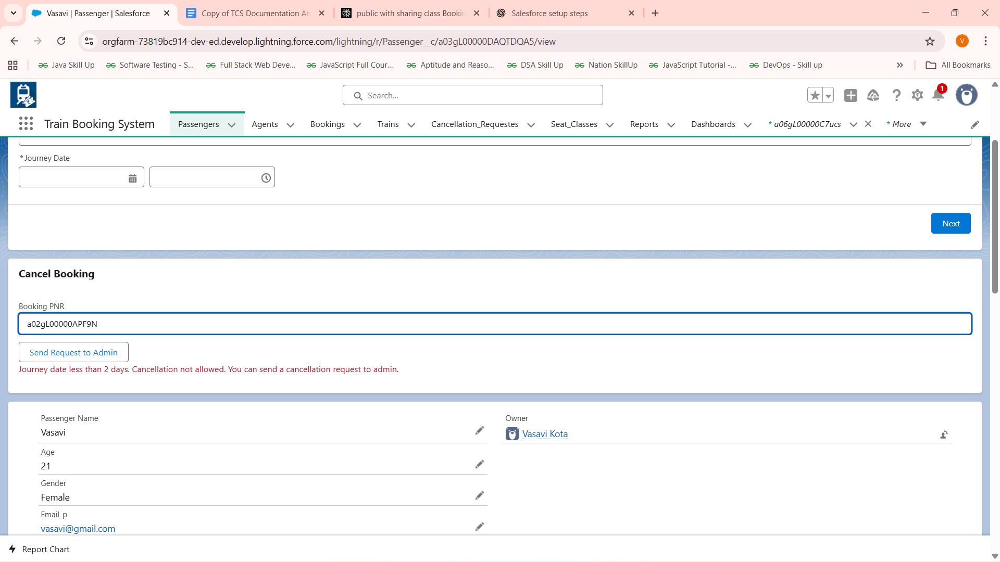 Vasavi | Passenger | Salesforce
Copy of TCS Documentation An
public with sharing class Bookin
Salesforce setup steps
orgfarm-73819bc914-dev-ed.develop.lightning.force.com/lightning/r/Passenger__c/a03gL00000DAQTDQA5/view
V
Java Skill Up
Software Testing - S...
Full Stack Web Deve...
JavaScript Full Cour...
Aptitude and Reaso...
DSA Skill Up
Nation SkillUp
JavaScript Tutorial -...
DevOps - Skill up
All Bookmarks
Search...
1
Train Booking System
Passengers
Agents
Bookings
Trains
Cancellation_Requestes
Seat_Classes
Reports
Dashboards
* a06gL00000C7ucs
* More
*Journey Date
Next
Cancel Booking
Booking PNR
a02gL00000APF9N
Send Request to Admin
Journey date less than 2 days. Cancellation not allowed. You can send a cancellation request to admin.
Passenger Name
Vasavi
Owner
Vasavi Kota
Age
21
Gender
Female
Email_p
vasavi@gmail.com
Report Chart